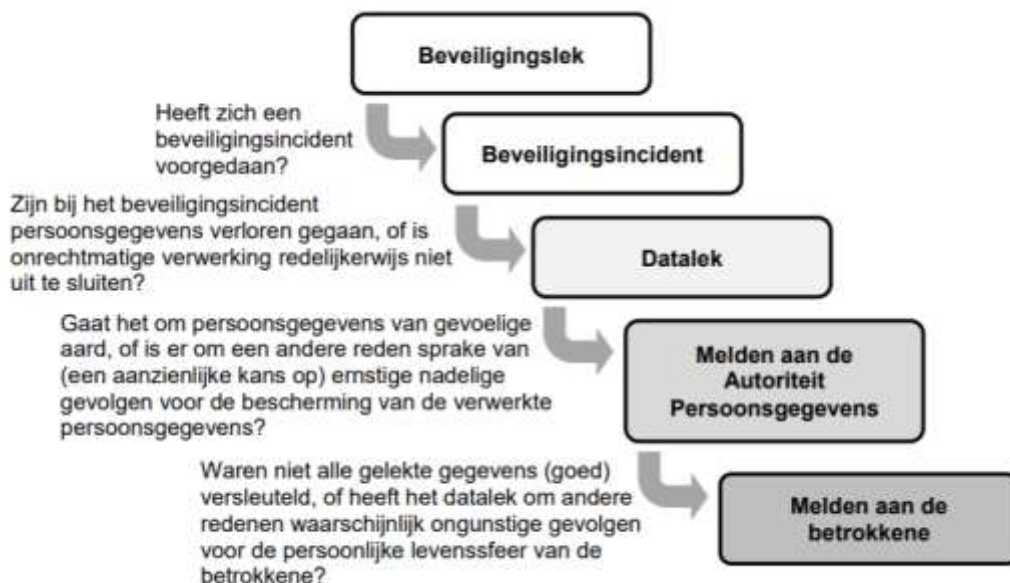 Beveiligingslek
Heeft zich een
beveiligingsincident
voorgedaan?
Beveiligingsincident
Zijn bij het beveiligingsincident
persoonsgegevens verloren gegaan, of is
onrechtmatige verwerking redelijkerwijs niet
uit te sluiten?
Datalek
Gaat het om persoonsgegevens van gevoelige
aard, of is er om een andere reden sprake van
(een aanzienlijke kans op) ernstige nadelige
gevolgen voor de bescherming van de verwerkte
persoonsgegevens?
Melden aan de
Autoriteit
Persoonsgegevens
Waren niet alle gelekte gegevens (goed)
versleuteld, of heeft het datalek om andere
redenen waarschijnlijk ongunstige gevolgen
voor de persoonlijke levenssfeer van de
betrokkene?
Melden aan de
betrokkene